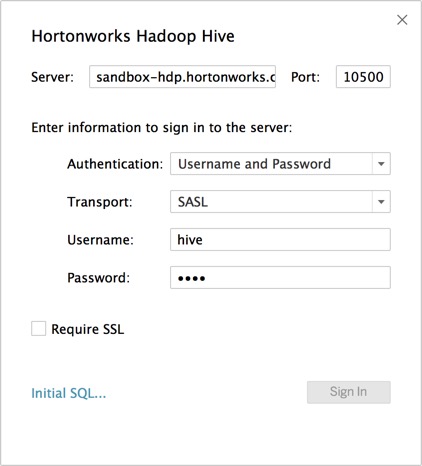 Hortonworks Hadoop Hive
Server: sandbox-hdp.hortonworks.c Port: 10500
Enter information to sign in to the server:
Authentication: Username and Password
Transport: SASL
Username: hive
Password: ••••
Require SSL
Initial SQL... Sign In